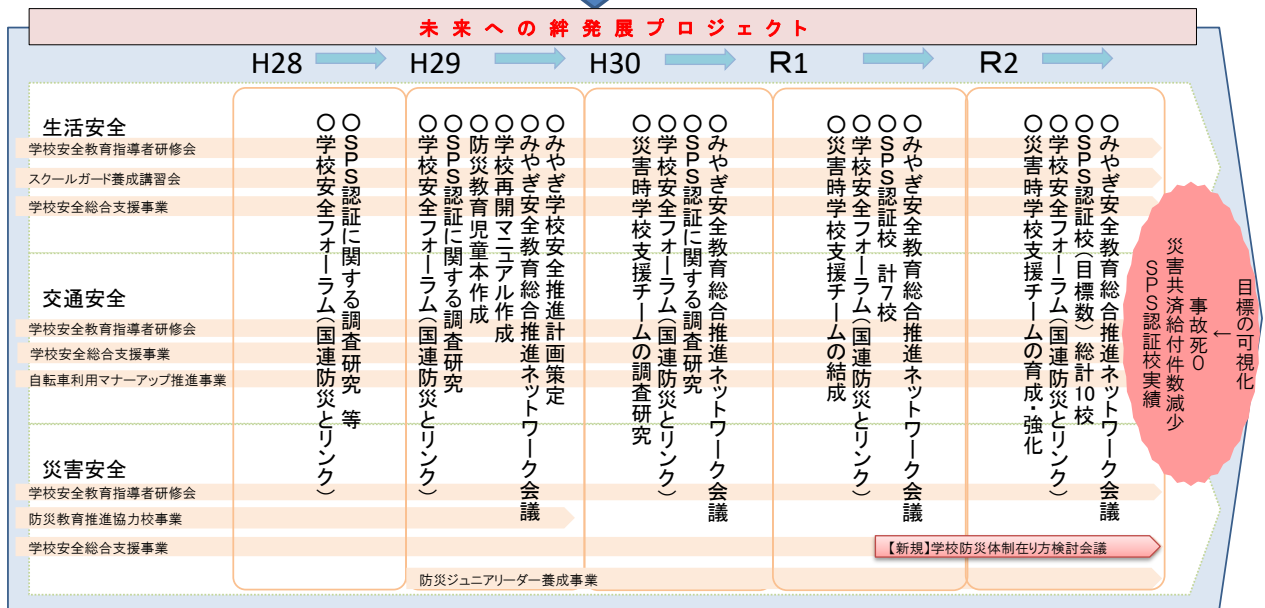 未来への絆発展プロジェクト
H28
H29
H30
R1
R2
生活安全
学校安全教育指導者研修会
スクールガード養成講習会
学校安全総合支援事業
交通安全
学校安全教育指導者研修会
学校安全総合支援事業
自転車利用マナーアップ推進事業
災害安全
学校安全教育指導者研修会
防災教育推進協力校事業
学校安全総合支援事業
防災ジュニアリーダー養成事業
【新規】学校防災体制在り方検討会議
○SPS認証に関する調査研究 等
○学校安全フォーラム(国連防災とリンク)
○みやぎ学校安全推進計画策定
○みやぎ安全教育総合推進ネットワーク会議
○学校再開マニュアル作成
○防災教育児童本作成
○SPS認証に関する調査研究
○学校安全フォーラム(国連防災とリンク)
○みやぎ安全教育総合推進ネットワーク会議
○SPS認証に関する調査研究
○学校安全フォーラム(国連防災とリンク)
○災害時学校支援チームの調査研究
○みやぎ安全教育総合推進ネットワーク会議
○SPS認証校 計7校
○学校安全フォーラム(国連防災とリンク)
○災害時学校支援チームの結成
○みやぎ安全教育総合推進ネットワーク会議
○SPS認証校(目標数)総計10校
○学校安全フォーラム(国連防災とリンク)
○災害時学校支援チームの育成・強化
目標の可視化
←
事故死0
災害共済給付件数減少
SPS認証校実績